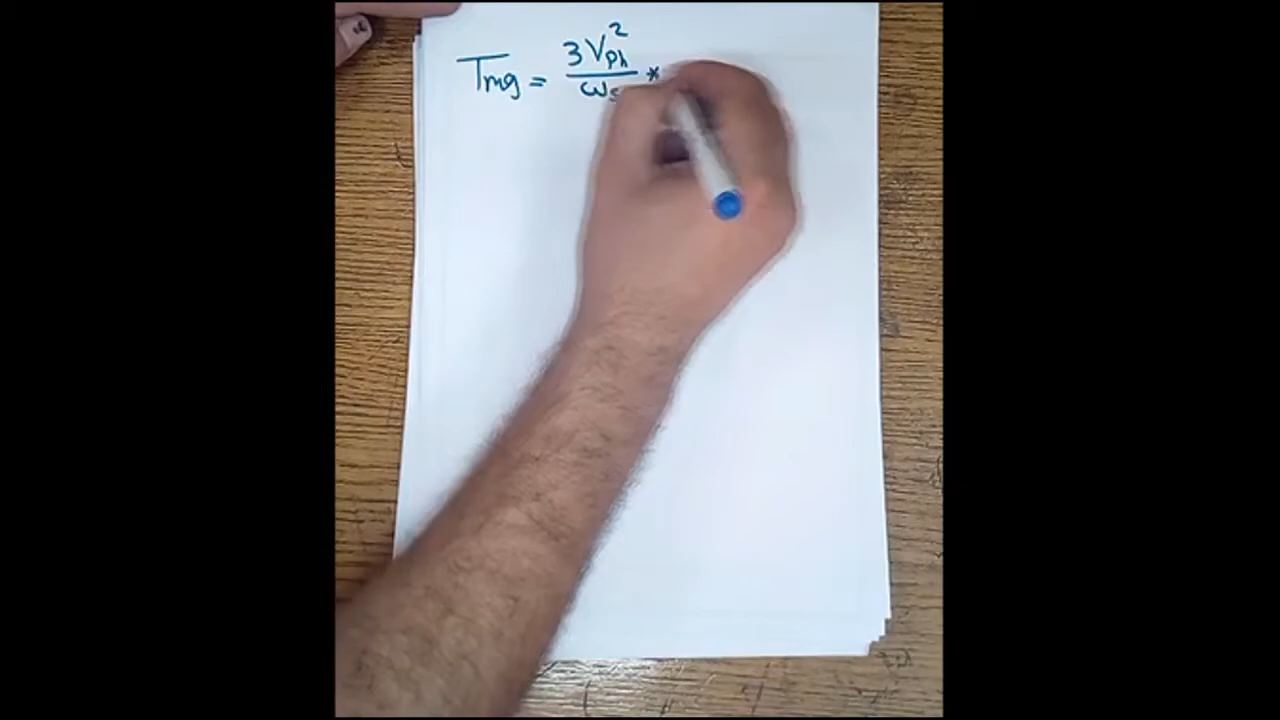 Tmg = 3Vph² / ωs *